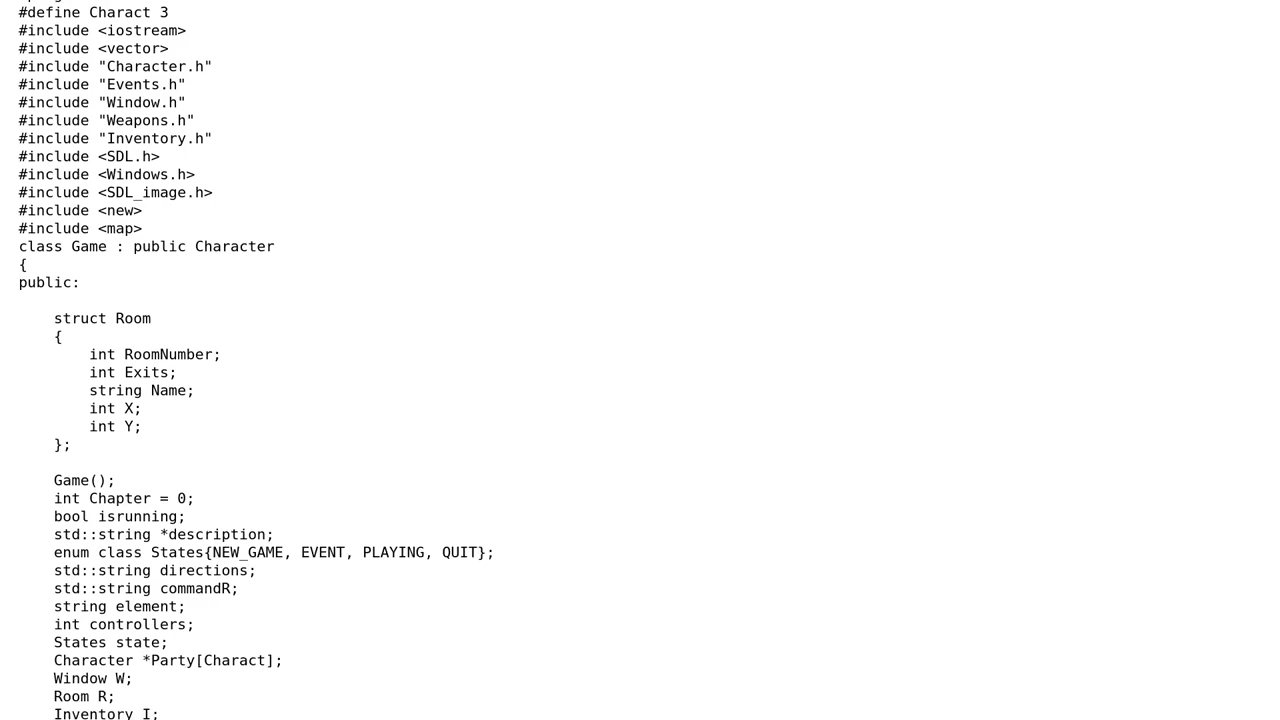 #define Charact 3
#include <iostream>
#include <vector>
#include "Character.h"
#include "Events.h"
#include "Window.h"
#include "Weapons.h"
#include "Inventory.h"
#include <SDL.h>
#include <Windows.h>
#include <SDL_image.h>
#include <new>
#include <map>
class Game : public Character
{
public:
    struct Room
    {
        int RoomNumber;
        int Exits;
        string Name;
        int X;
        int Y;
    };
    Game();
    int Chapter = 0;
    bool isrunning;
    std::string *description;
    enum class States{NEW_GAME, EVENT, PLAYING, QUIT};
    std::string directions;
    std::string commandR;
    string element;
    int controllers;
    States state;
    Character *Party[Charact];
    Window W;
    Room R;
    Inventory I;